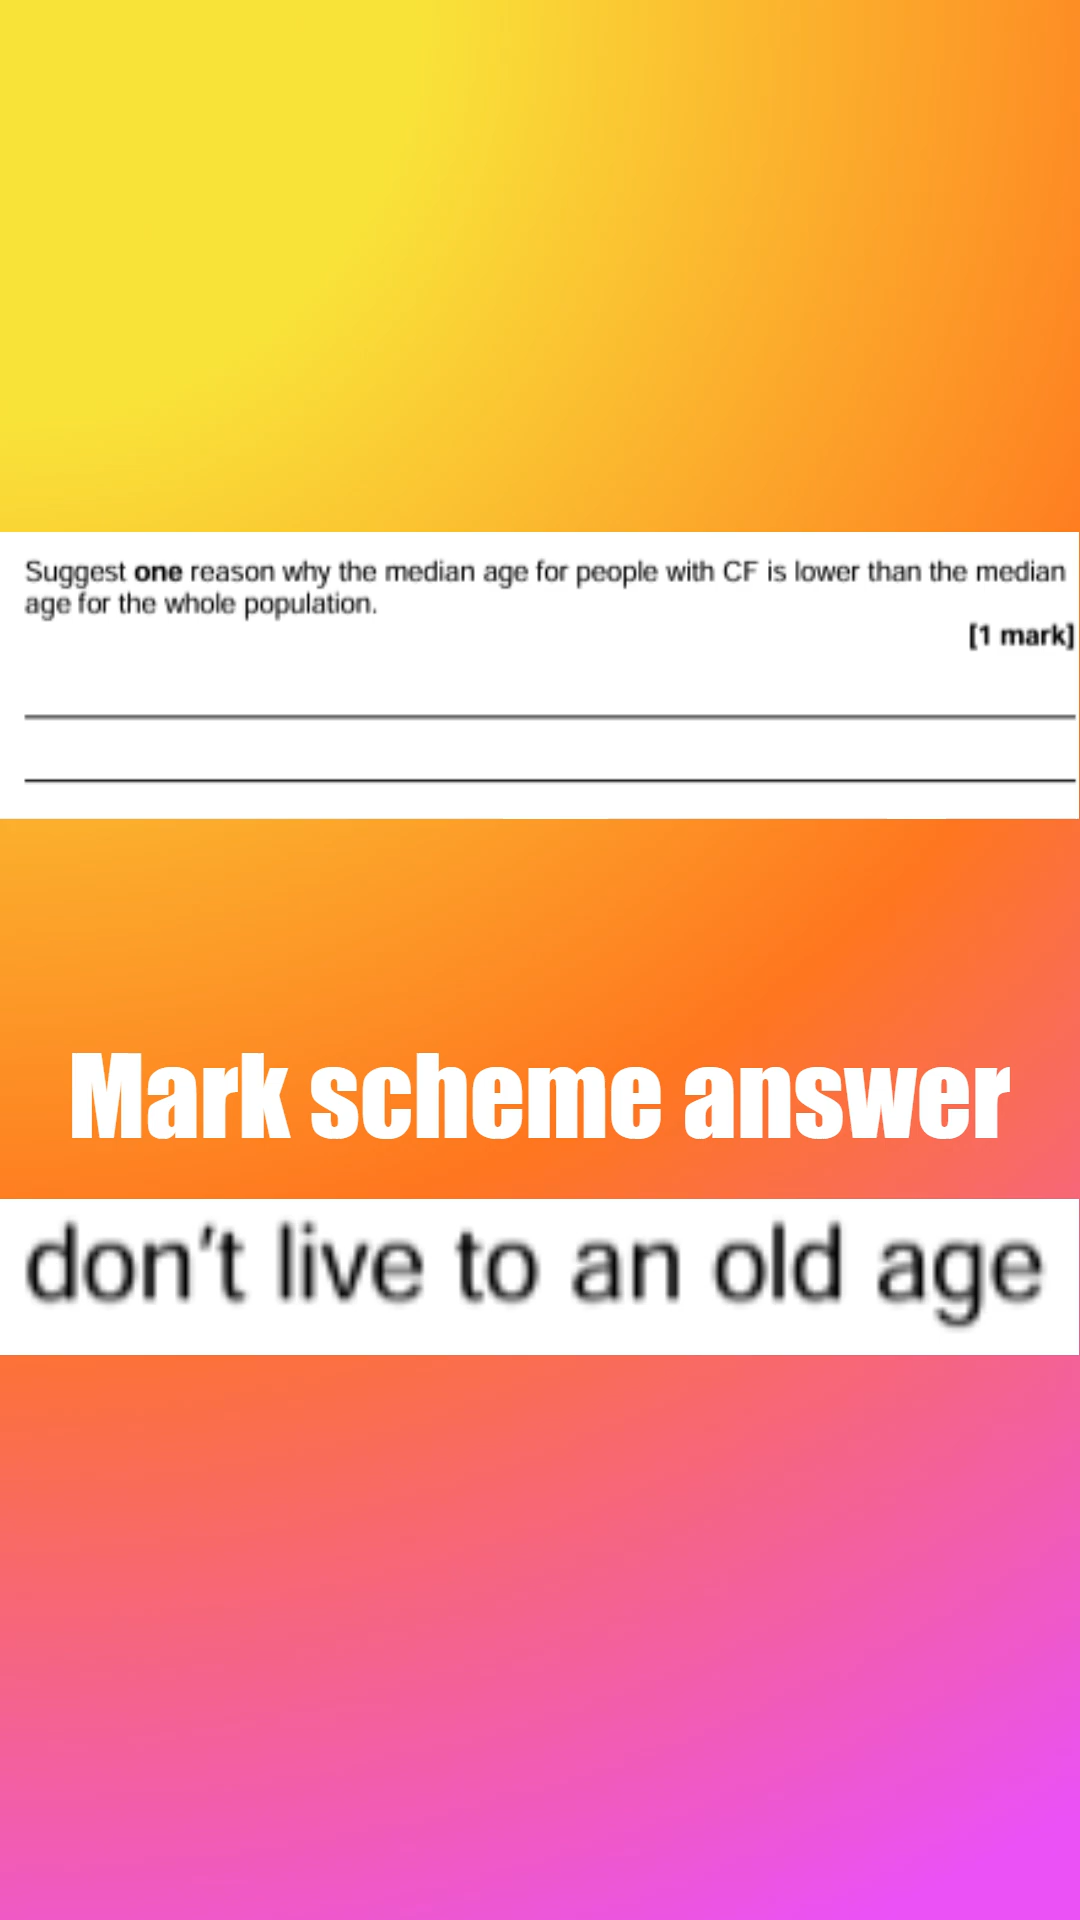 Suggest one reason why the median age for people with CF is lower than the median
age for the whole population.
[1 mark]
Mark scheme answer
don't live to an old age